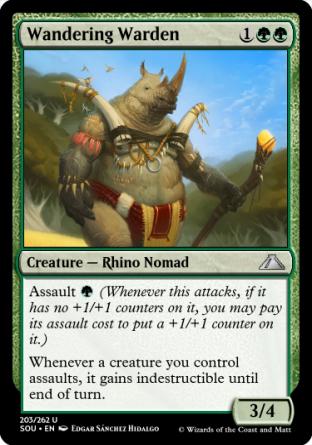 Wandering Warden 1
Creature — Rhino Nomad
Assault (Whenever this attacks, if it
has no +1/+1 counters on it, you may pay
its assault cost to put a +1/+1 counter on
it.)
Whenever a creature you control
assaults, it gains indestructible until
end of turn.
3/4
203/262 U
SOU • EN Edgar Sánchez Hidalgo © Wizards of the Coast and Matt